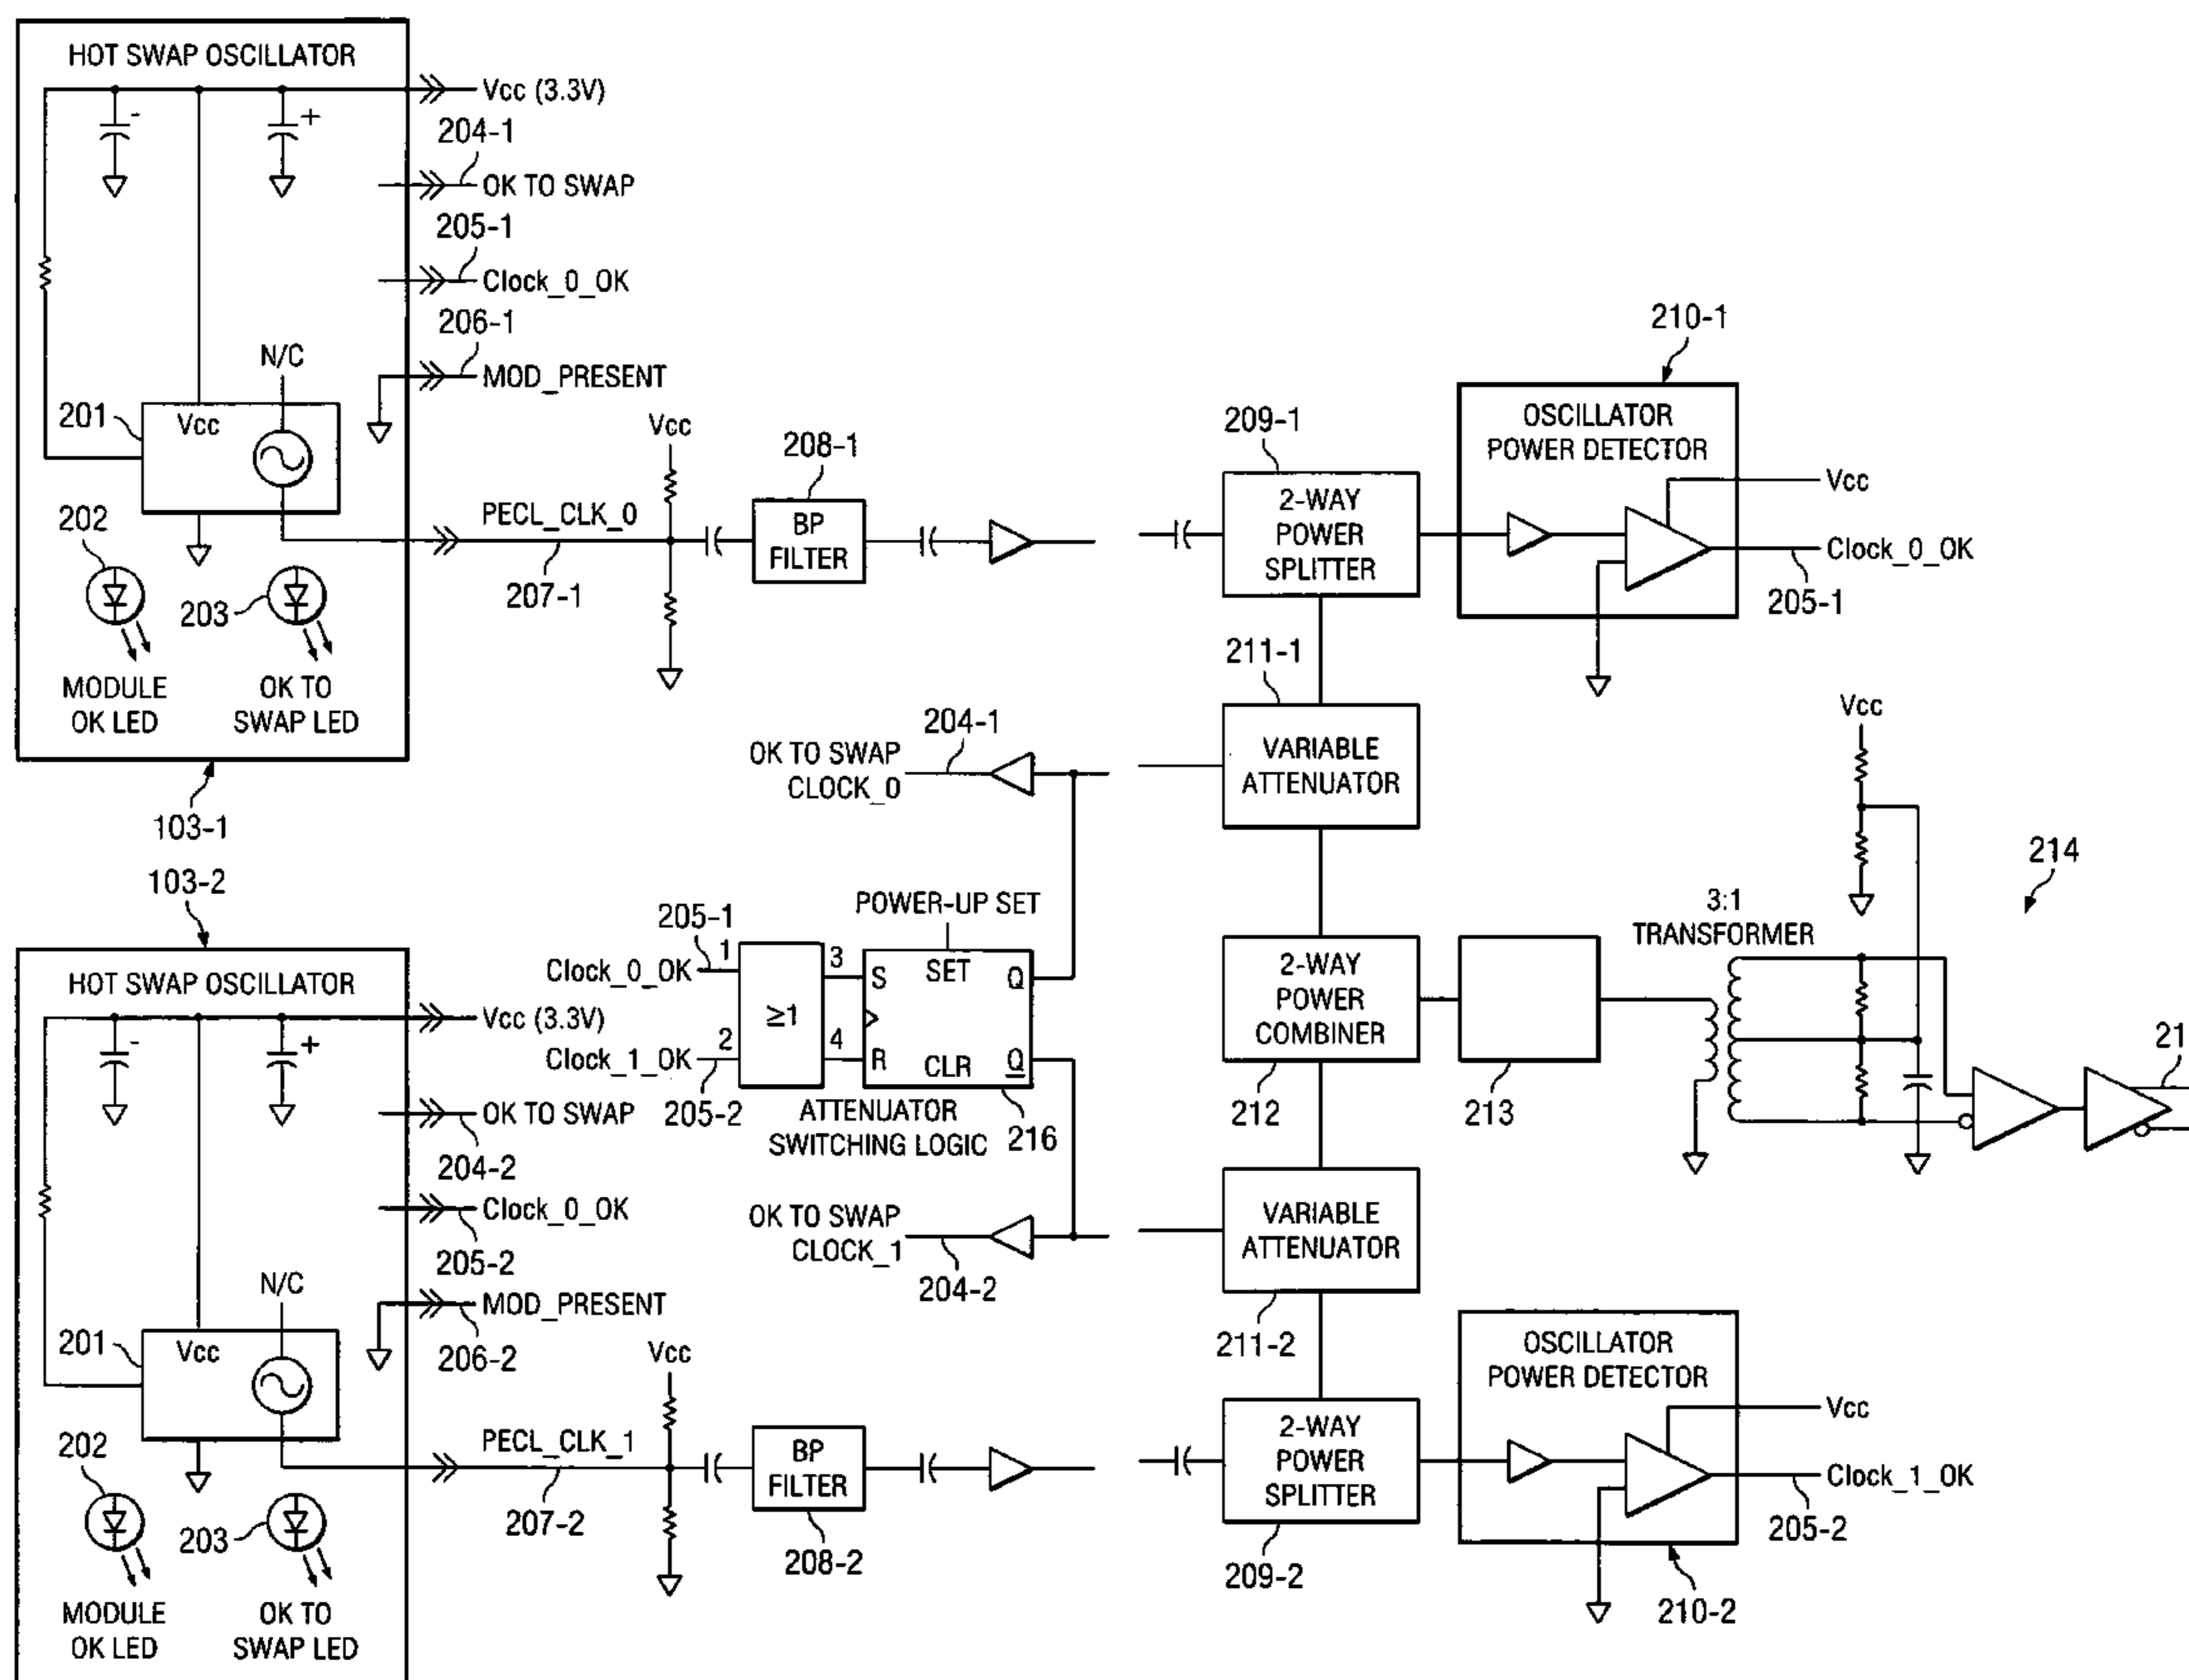 HOT SWAP OSCILLATOR
Vcc (3.3V)
204-1
OK TO SWAP
205-1
Clock_0_OK
206-1
MOD_PRESENT
N/C
201
Vcc
202
203
MODULE
OK LED
OK TO
SWAP LED
103-1
PECL_CLK_0
207-1
Vcc
208-1
BP
FILTER
209-1
2-WAY
POWER
SPLITTER
210-1
OSCILLATOR
POWER DETECTOR
Vcc
Clock_0_OK
205-1
211-1
VARIABLE
ATTENUATOR
204-1
OK TO SWAP
CLOCK_0
POWER-UP SET
205-1
Clock_0_OK
1
3
S
SET
Q
≥1
Clock_1_OK
2
4
R
CLR
Q
205-2
ATTENUATOR
SWITCHING LOGIC
216
OK TO SWAP
CLOCK_1
204-2
2-WAY
POWER
COMBINER
212
213
3:1
TRANSFORMER
Vcc
214
21
VARIABLE
ATTENUATOR
211-2
103-2
HOT SWAP OSCILLATOR
Vcc (3.3V)
OK TO SWAP
204-2
Clock_0_OK
205-2
MOD_PRESENT
206-2
N/C
201
Vcc
202
203
MODULE
OK LED
OK TO
SWAP LED
PECL_CLK_1
207-2
Vcc
BP
FILTER
208-2
2-WAY
POWER
SPLITTER
209-2
OSCILLATOR
POWER DETECTOR
Vcc
Clock_1_OK
205-2
210-2